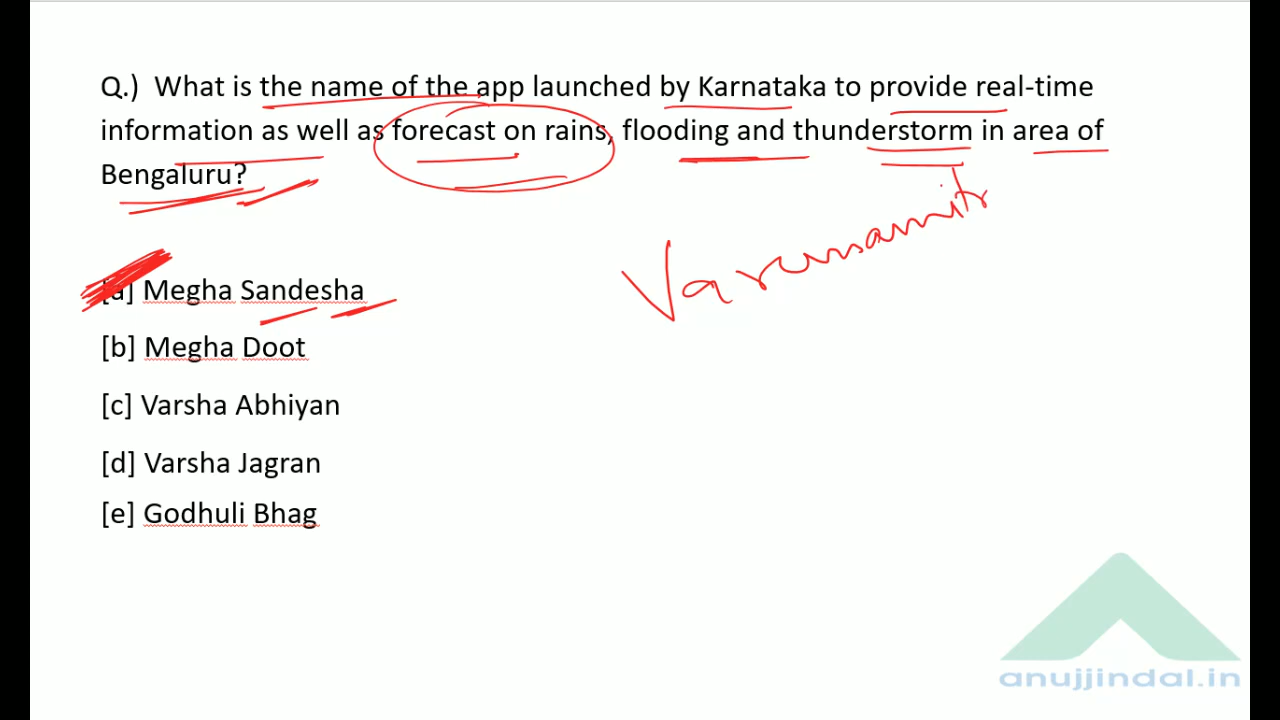 Q.) What is the name of the app launched by Karnataka to provide real-time
information as well as forecast on rains, flooding and thunderstorm in area of
Bengaluru?
Varunamitr
[a] Megha Sandesha
[b] Megha Doot
[c] Varsha Abhiyan
[d] Varsha Jagran
[e] Godhuli Bhag
anujjindal.in